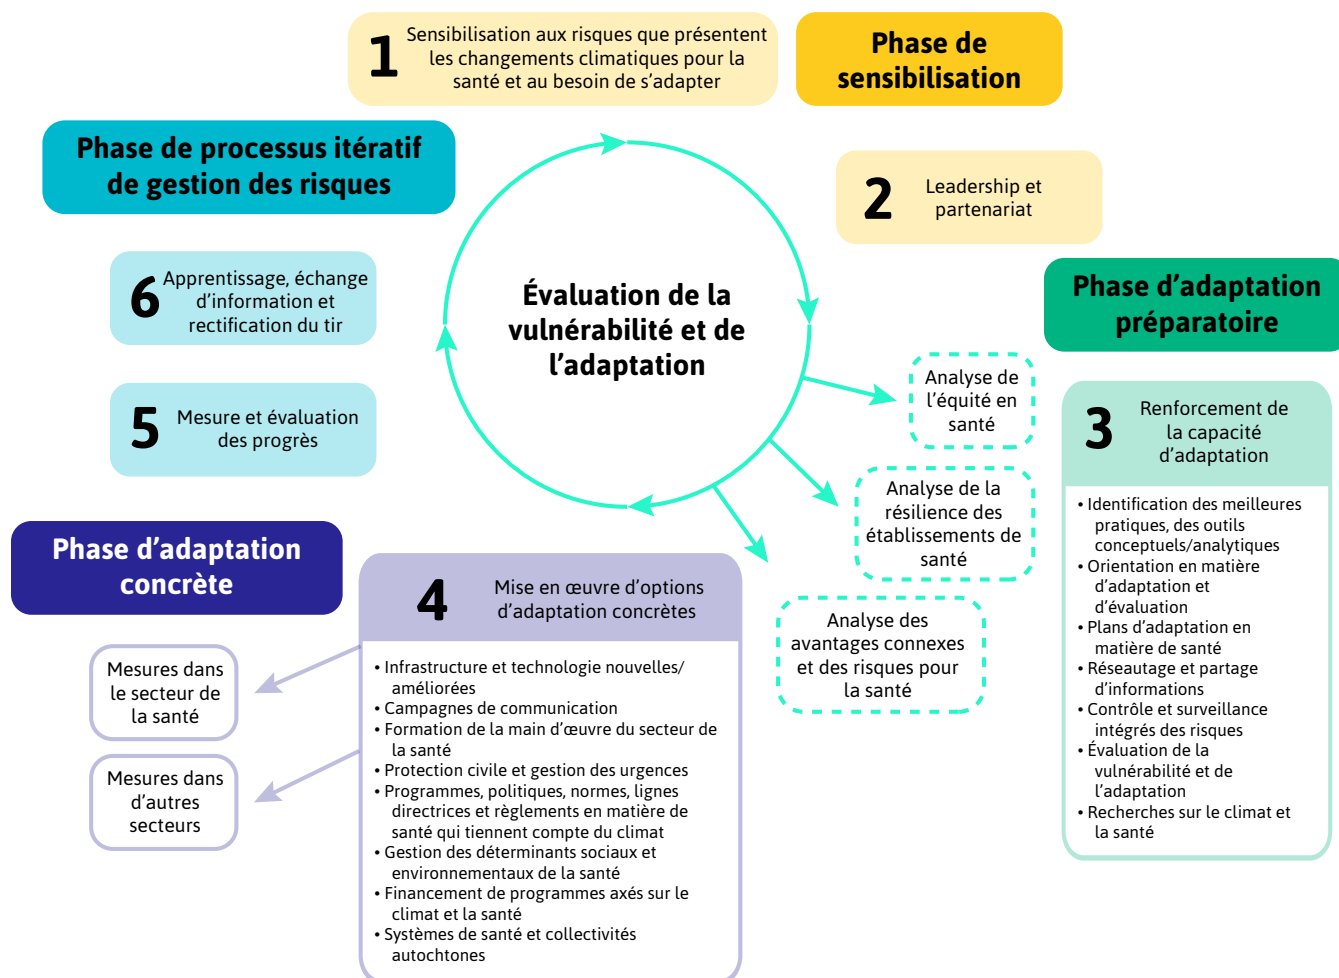 1
Sensibilisation aux risques que présentent
les changements climatiques pour la
santé et au besoin de s’adapter
Phase de
sensibilisation
2
Leadership et
partenariat
Phase d’adaptation
préparatoire
3
Renforcement de
la capacité
d’adaptation
• Identification des meilleures
pratiques, des outils
conceptuels/analytiques
• Orientation en matière
d’adaptation et
d’évaluation
• Plans d’adaptation en
matière de santé
• Réseautage et partage
d’informations
• Contrôle et surveillance
intégrés des risques
• Évaluation de la
vulnérabilité et de
l’adaptation
• Recherches sur le climat et
la santé
Évaluation de la
vulnérabilité et de
l’adaptation
Analyse de
l’équité en
santé
Analyse de la
résilience des
établissements de
santé
Analyse des
avantages connexes
et des risques pour
la santé
Phase d’adaptation
concrète
4
Mise en œuvre d’options
d’adaptation concrètes
• Infrastructure et technologie nouvelles/
améliorées
• Campagnes de communication
• Formation de la main d’œuvre du secteur de
la santé
• Protection civile et gestion des urgences
• Programmes, politiques, normes, lignes
directrices et règlements en matière de
santé qui tiennent compte du climat
• Gestion des déterminants sociaux et
environnementaux de la santé
• Financement de programmes axés sur le
climat et la santé
• Systèmes de santé et collectivités
autochtones
Mesures dans
le secteur de
la santé
Mesures dans
d’autres
secteurs
Phase de processus itératif
de gestion des risques
5
Mesure et évaluation
des progrès
6
Apprentissage, échange
d’information et
rectification du tir